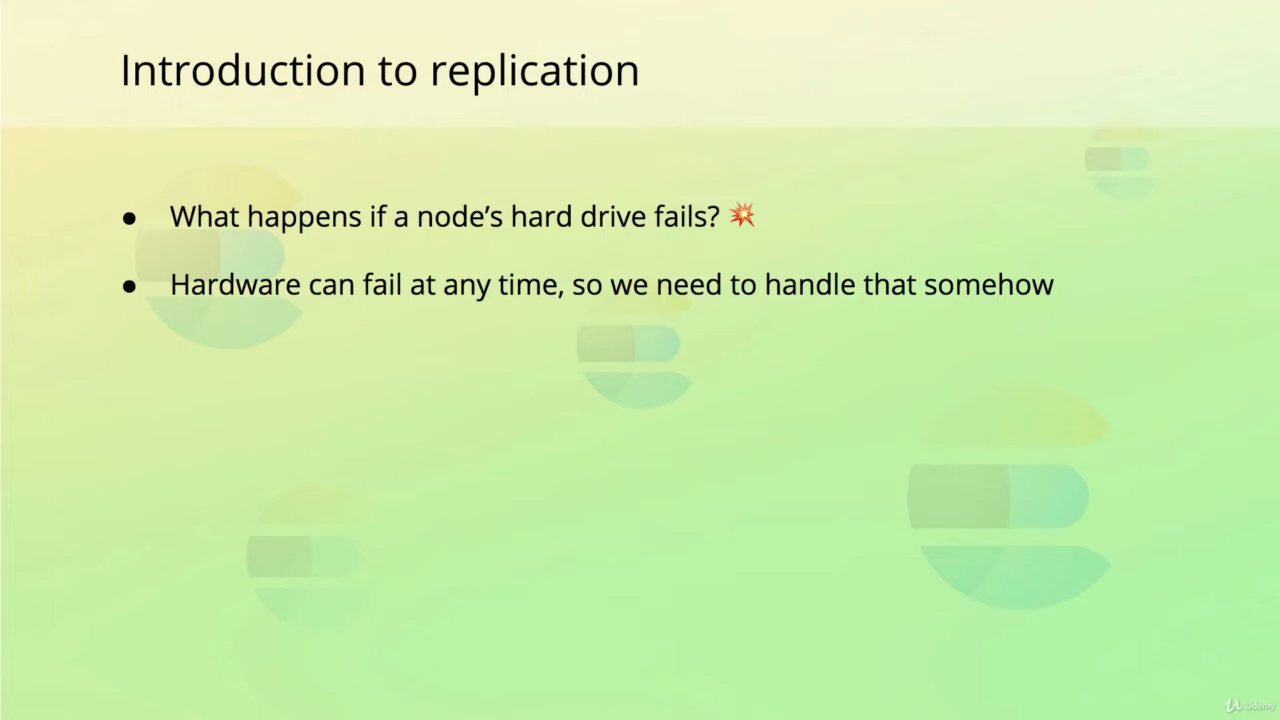 Introduction to replication
● What happens if a node’s hard drive fails? 💥
● Hardware can fail at any time, so we need to handle that somehow
Udemy